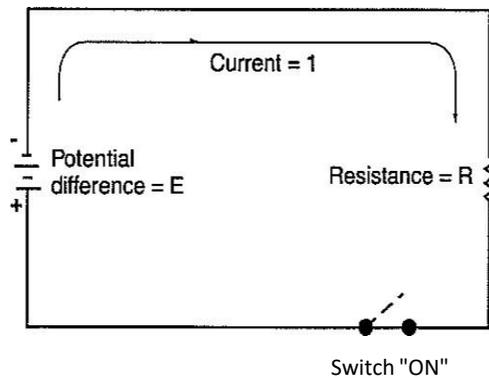 Current = 1
-
Potential
difference = E
+
Resistance = R
Switch "ON"